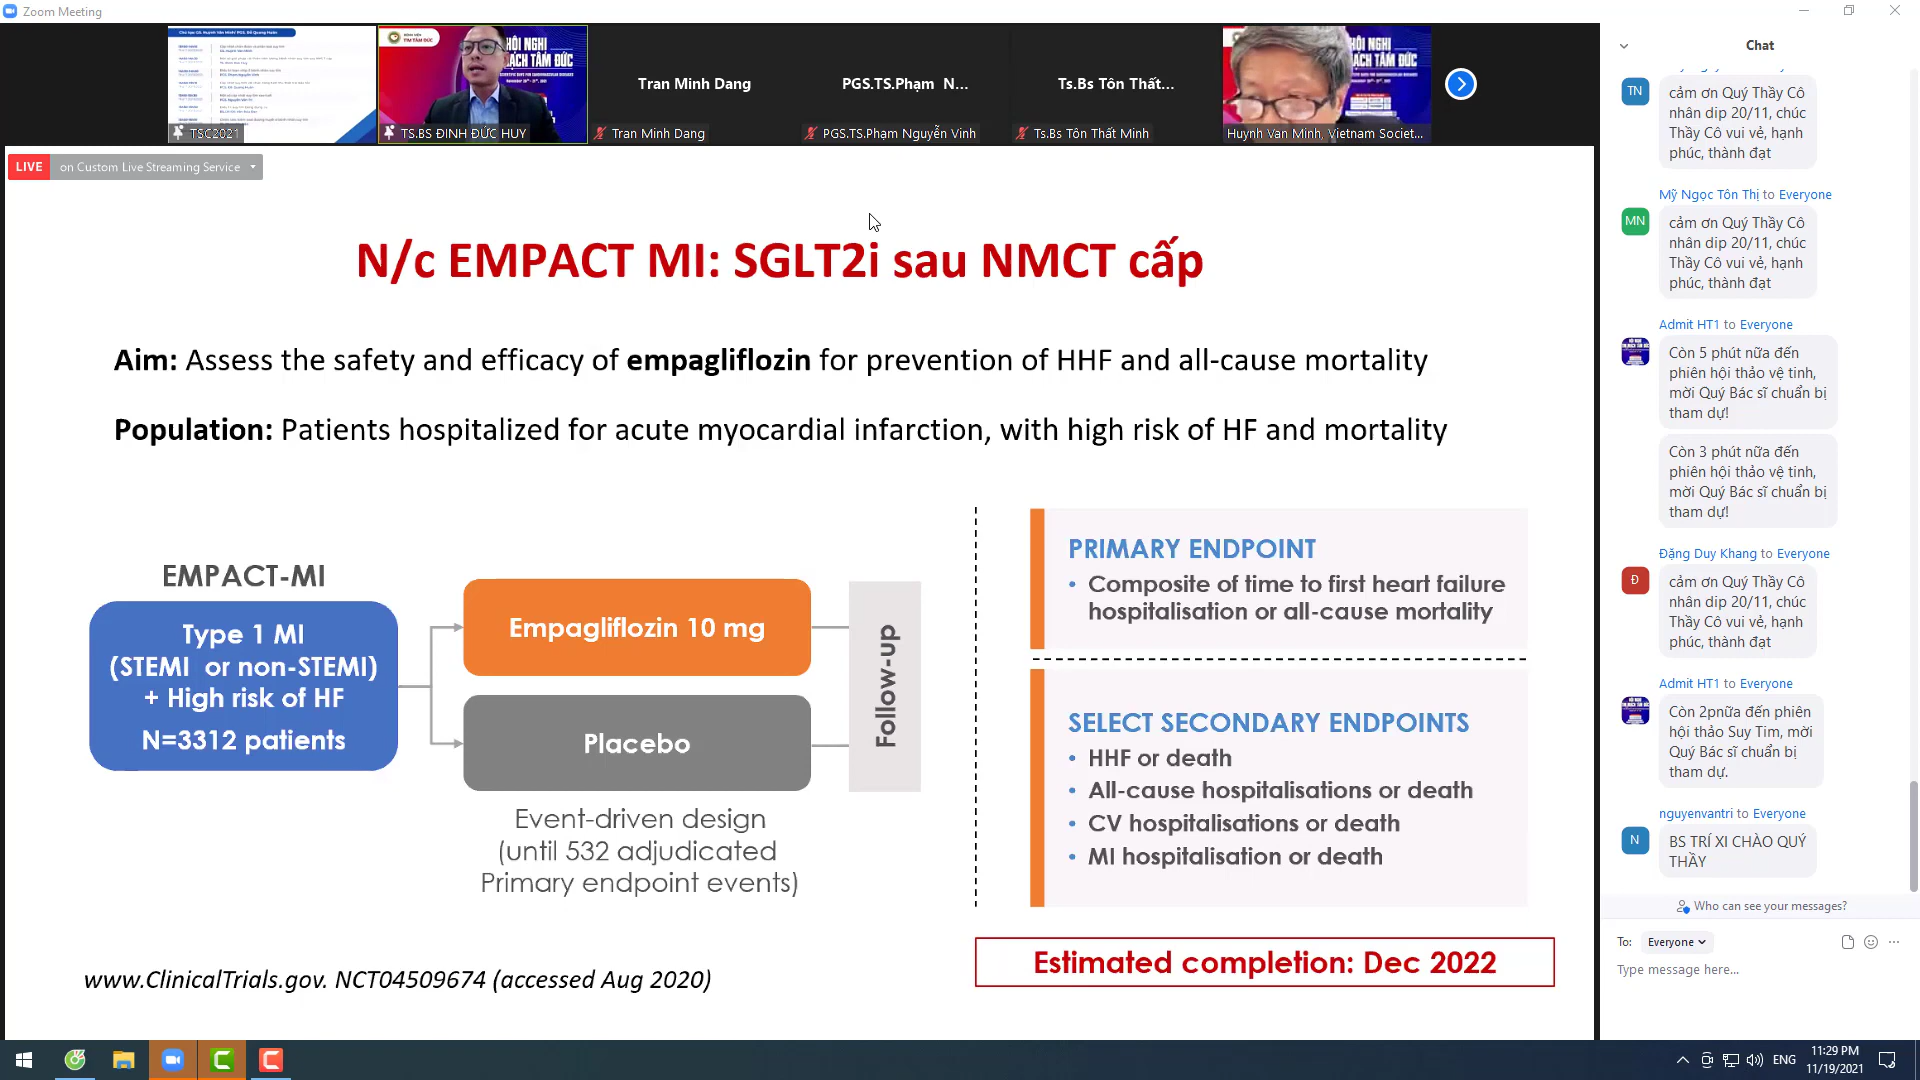 Zoom Meeting
TSC2021
BỆNH VIỆN
TIM TÂM ĐỨC
TS.BS ĐINH ĐỨC HUY
Tran Minh Dang
Tran Minh Dang
PGS.TS.Phạm N...
PGS.TS.Phạm Nguyễn Vinh
Ts.Bs Tôn Thất...
Ts.Bs Tôn Thất Minh
Huynh Van Minh, Vietnam Societ...
LIVE
on Custom Live Streaming Service
N/c EMPACT MI: SGLT2i sau NMCT cấp
Aim: Assess the safety and efficacy of empagliflozin for prevention of HHF and all-cause mortality
Population: Patients hospitalized for acute myocardial infarction, with high risk of HF and mortality
EMPACT-MI
Type 1 MI
(STEMI or non-STEMI)
+ High risk of HF
N=3312 patients
Empagliflozin 10 mg
Placebo
Follow-up
Event-driven design
(until 532 adjudicated
Primary endpoint events)
PRIMARY ENDPOINT
• Composite of time to first heart failure
hospitalisation or all-cause mortality
SELECT SECONDARY ENDPOINTS
• HHF or death
• All-cause hospitalisations or death
• CV hospitalisations or death
• MI hospitalisation or death
Estimated completion: Dec 2022
www.ClinicalTrials.gov. NCT04509674 (accessed Aug 2020)
Chat
TN
cảm ơn Quý Thầy Cô
nhân dip 20/11, chúc
Thầy Cô vui vẻ, hạnh
phúc, thành đạt
Mỹ Ngọc Tôn Thị to Everyone
MN
cảm ơn Quý Thầy Cô
nhân dip 20/11, chúc
Thầy Cô vui vẻ, hạnh
phúc, thành đạt
Admit HT1 to Everyone
Còn 5 phút nữa đến
phiên hội thảo vệ tinh,
mời Quý Bác sĩ chuẩn bị
tham dự!
Còn 3 phút nữa đến
phiên hội thảo vệ tinh,
mời Quý Bác sĩ chuẩn bị
tham dự!
Đặng Duy Khang to Everyone
Đ
cảm ơn Quý Thầy Cô
nhân dip 20/11, chúc
Thầy Cô vui vẻ, hạnh
phúc, thành đạt
Admit HT1 to Everyone
Còn 2pnữa đến phiên
hội thảo Suy Tim, mời
Quý Bác sĩ chuẩn bị
tham dự.
nguyenvantri to Everyone
N
BS TRÍ XI CHÀO QUÝ
THẦY
Who can see your messages?
To: Everyone
Type message here...
ENG
11:29 PM
11/19/2021